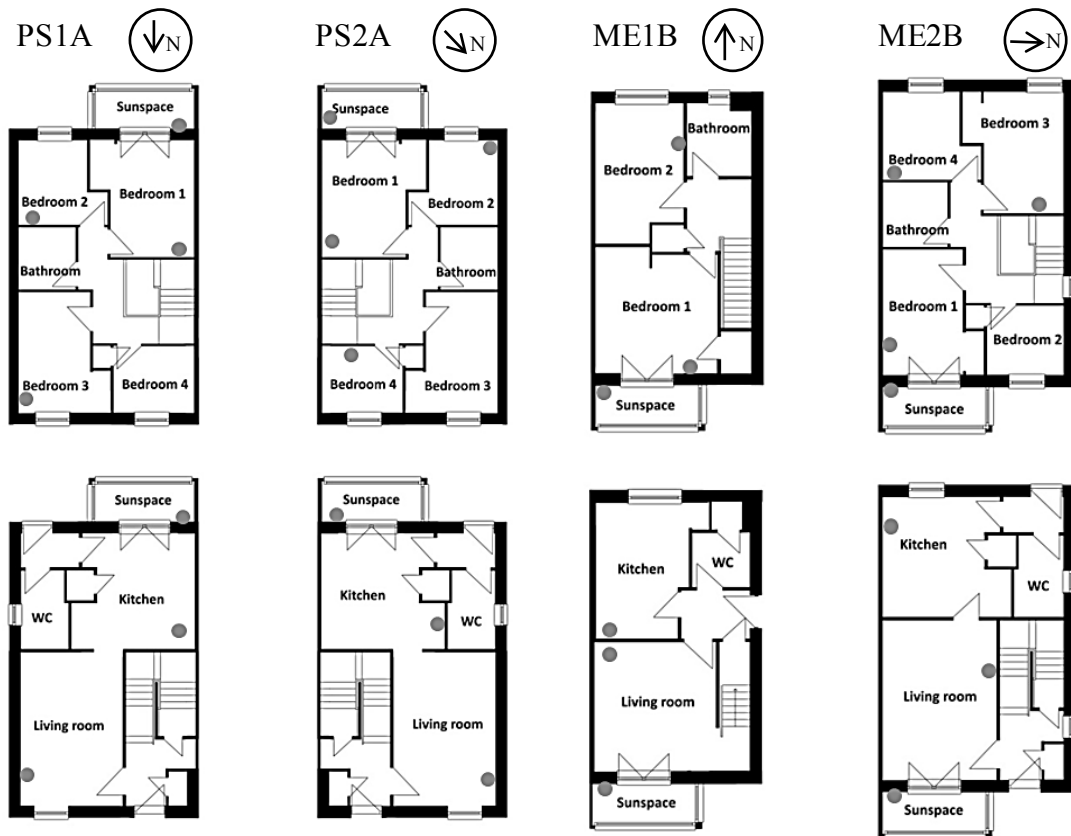 PS1A
N
PS2A
N
ME1B
N
ME2B
N
Sunspace
Bedroom 1
Bedroom 2
Bathroom
Bedroom 3
Bedroom 4
Sunspace
Bedroom 1
Bedroom 2
Bathroom
Bedroom 4
Bedroom 3
Bathroom
Bedroom 2
Bedroom 1
Sunspace
Bedroom 3
Bedroom 4
Bathroom
Bedroom 1
Bedroom 2
Sunspace
Sunspace
Kitchen
WC
Living room
Sunspace
Kitchen
WC
Living room
Kitchen
WC
Living room
Sunspace
Kitchen
WC
Living room
Sunspace